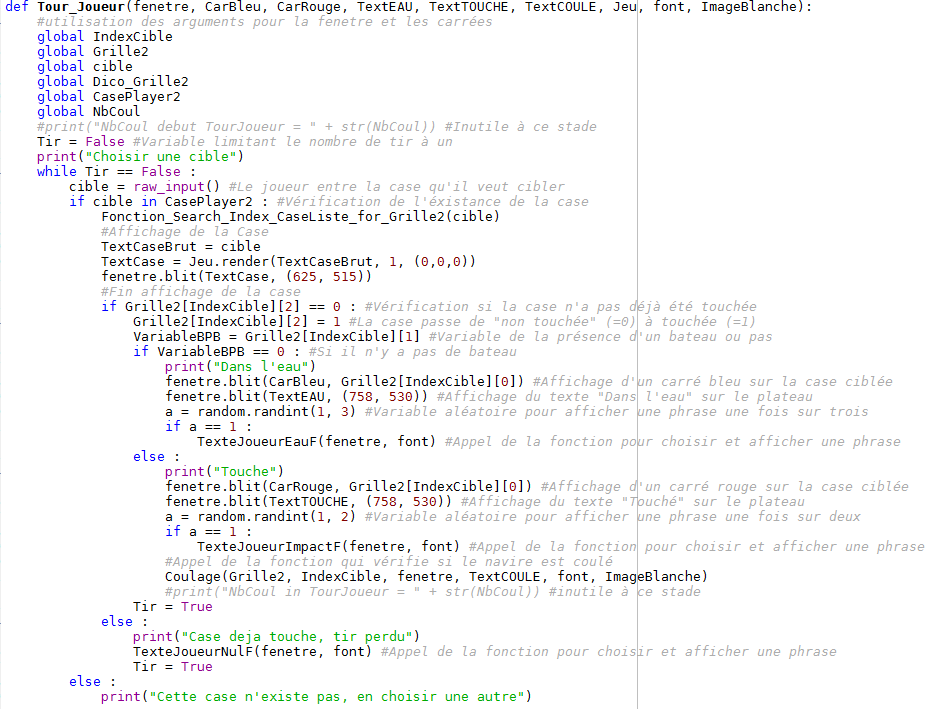 def Tour_Joueur(fenetre, CarBleu, CarRouge, TextEAU, TextTOUCHE, TextCOULE, Jeu, font, ImageBlanche):
    #utilisation des arguments pour la fenetre et les carrées
    global IndexCible
    global Grille2
    global cible
    global Dico_Grille2
    global CasePlayer2
    global NbCoul
    #print("NbCoul debut TourJoueur = " + str(NbCoul)) #Inutile à ce stade
    Tir = False #Variable limitant le nombre de tir à un
    print("Choisir une cible")
    while Tir == False :
        cible = raw_input() #Le joueur entre la case qu'il veut cibler
        if cible in CasePlayer2 : #Vérification de l'éxistance de la case
            Fonction_Search_Index_CaseListe_for_Grille2(cible)
            #Affichage de la Case
            TextCaseBrut = cible
            TextCase = Jeu.render(TextCaseBrut, 1, (0,0,0))
            fenetre.blit(TextCase, (625, 515))
            #Fin affichage de la case
            if Grille2[IndexCible][2] == 0 : #Vérification si la case n'a pas déjà été touchée
                Grille2[IndexCible][2] = 1 #La case passe de "non touchée" (=0) à touchée (=1)
                VariableBPB = Grille2[IndexCible][1] #Variable de la présence d'un bateau ou pas
                if VariableBPB == 0 : #Si il n'y a pas de bateau
                    print("Dans l'eau")
                    fenetre.blit(CarBleu, Grille2[IndexCible][0]) #Affichage d'un carré bleu sur la case ciblée
                    fenetre.blit(TextEAU, (758, 530)) #Affichage du texte "Dans l'eau" sur le plateau
                    a = random.randint(1, 3) #Variable aléatoire pour afficher une phrase une fois sur trois
                    if a == 1 :
                        TexteJoueurEauF(fenetre, font) #Appel de la fonction pour choisir et afficher une phrase
                else :
                    print("Touche")
                    fenetre.blit(CarRouge, Grille2[IndexCible][0]) #Affichage d'un carré rouge sur la case ciblée
                    fenetre.blit(TextTOUCHE, (758, 530)) #Affichage du texte "Touché" sur le plateau
                    a = random.randint(1, 2) #Variable aléatoire pour afficher une phrase une fois sur deux
                    if a == 1 :
                        TexteJoueurImpactF(fenetre, font) #Appel de la fonction pour choisir et afficher une phrase
                    #Appel de la fonction qui vérifie si le navire est coulé
                    Coulage(Grille2, IndexCible, fenetre, TextCOULE, font, ImageBlanche)
                    #print("NbCoul in TourJoueur = " + str(NbCoul)) #inutile à ce stade
                Tir = True
            else :
                print("Case deja touche, tir perdu")
                TexteJoueurNulF(fenetre, font) #Appel de la fonction pour choisir et afficher une phrase
                Tir = True
        else :
            print("Cette case n'existe pas, en choisir une autre")